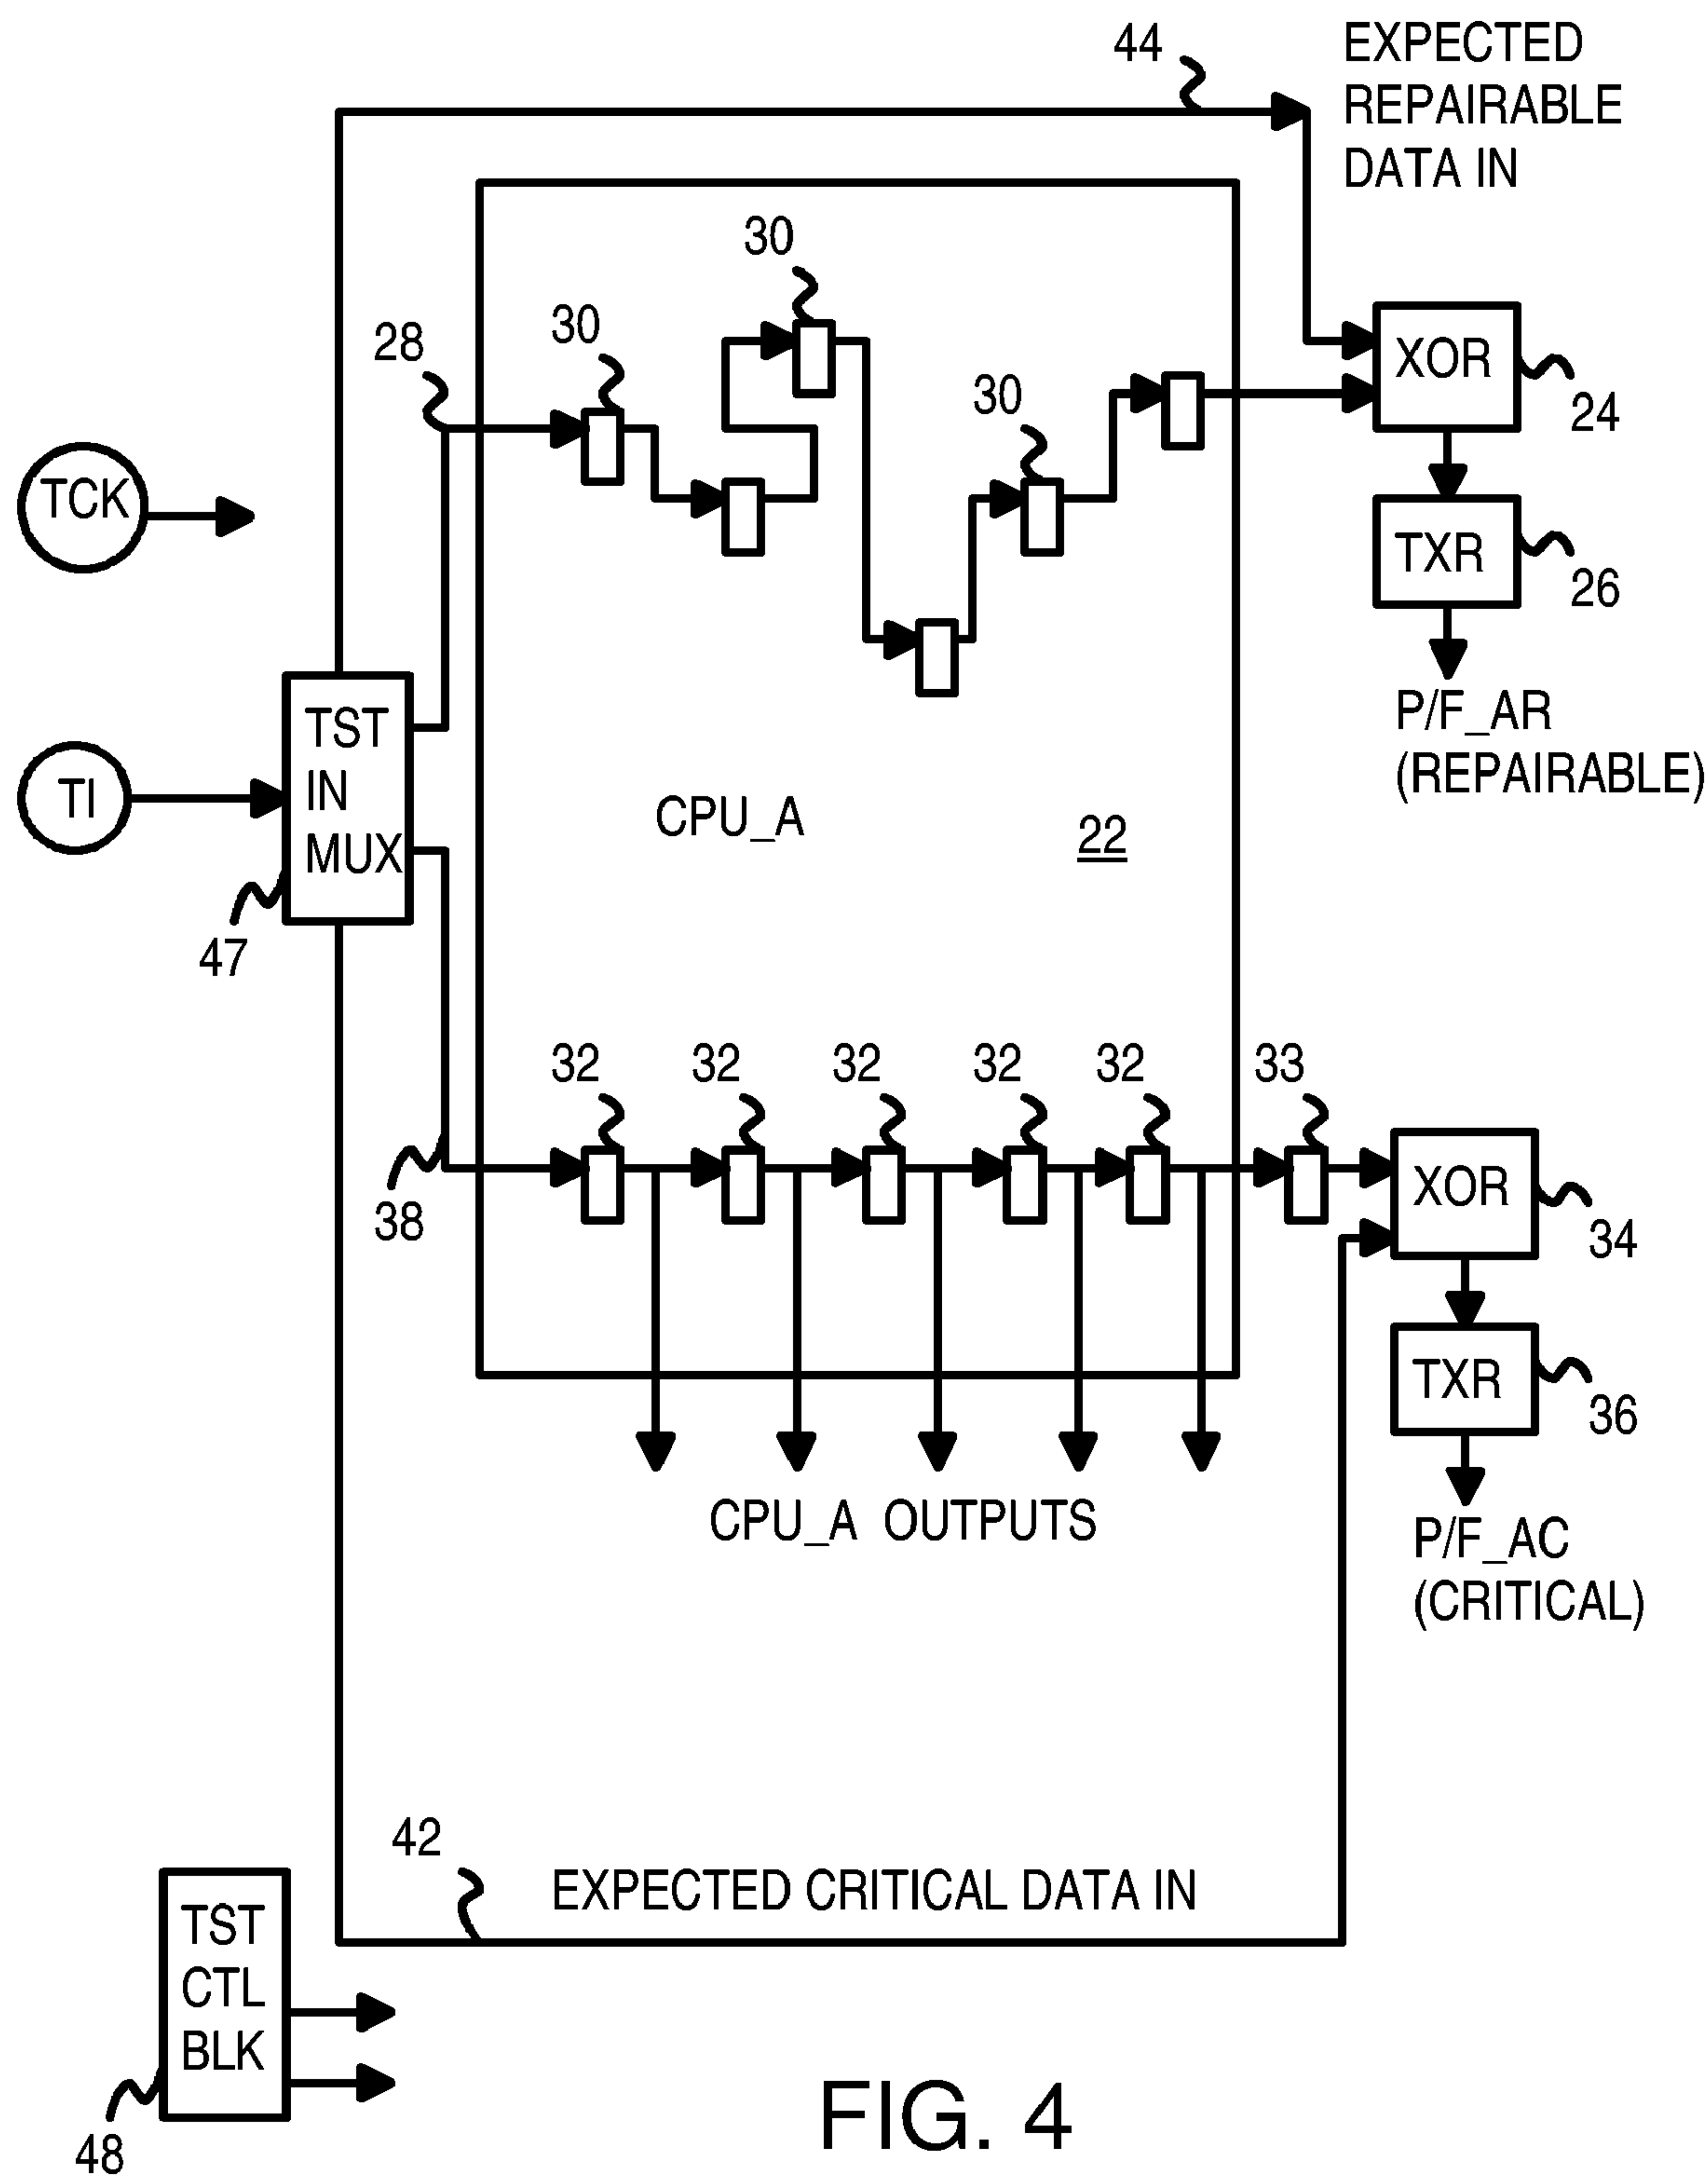 44
EXPECTED
REPAIRABLE
DATA IN
30
30
28
30
XOR
24
TCK
TXR
26
P/F_AR
(REPAIRABLE)
TST
IN
MUX
TI
CPU_A
22
47
32
32
32
32
32
33
38
XOR
34
TXR
36
CPU_A OUTPUTS
P/F_AC
(CRITICAL)
42
EXPECTED CRITICAL DATA IN
TST
CTL
BLK
48
FIG. 4